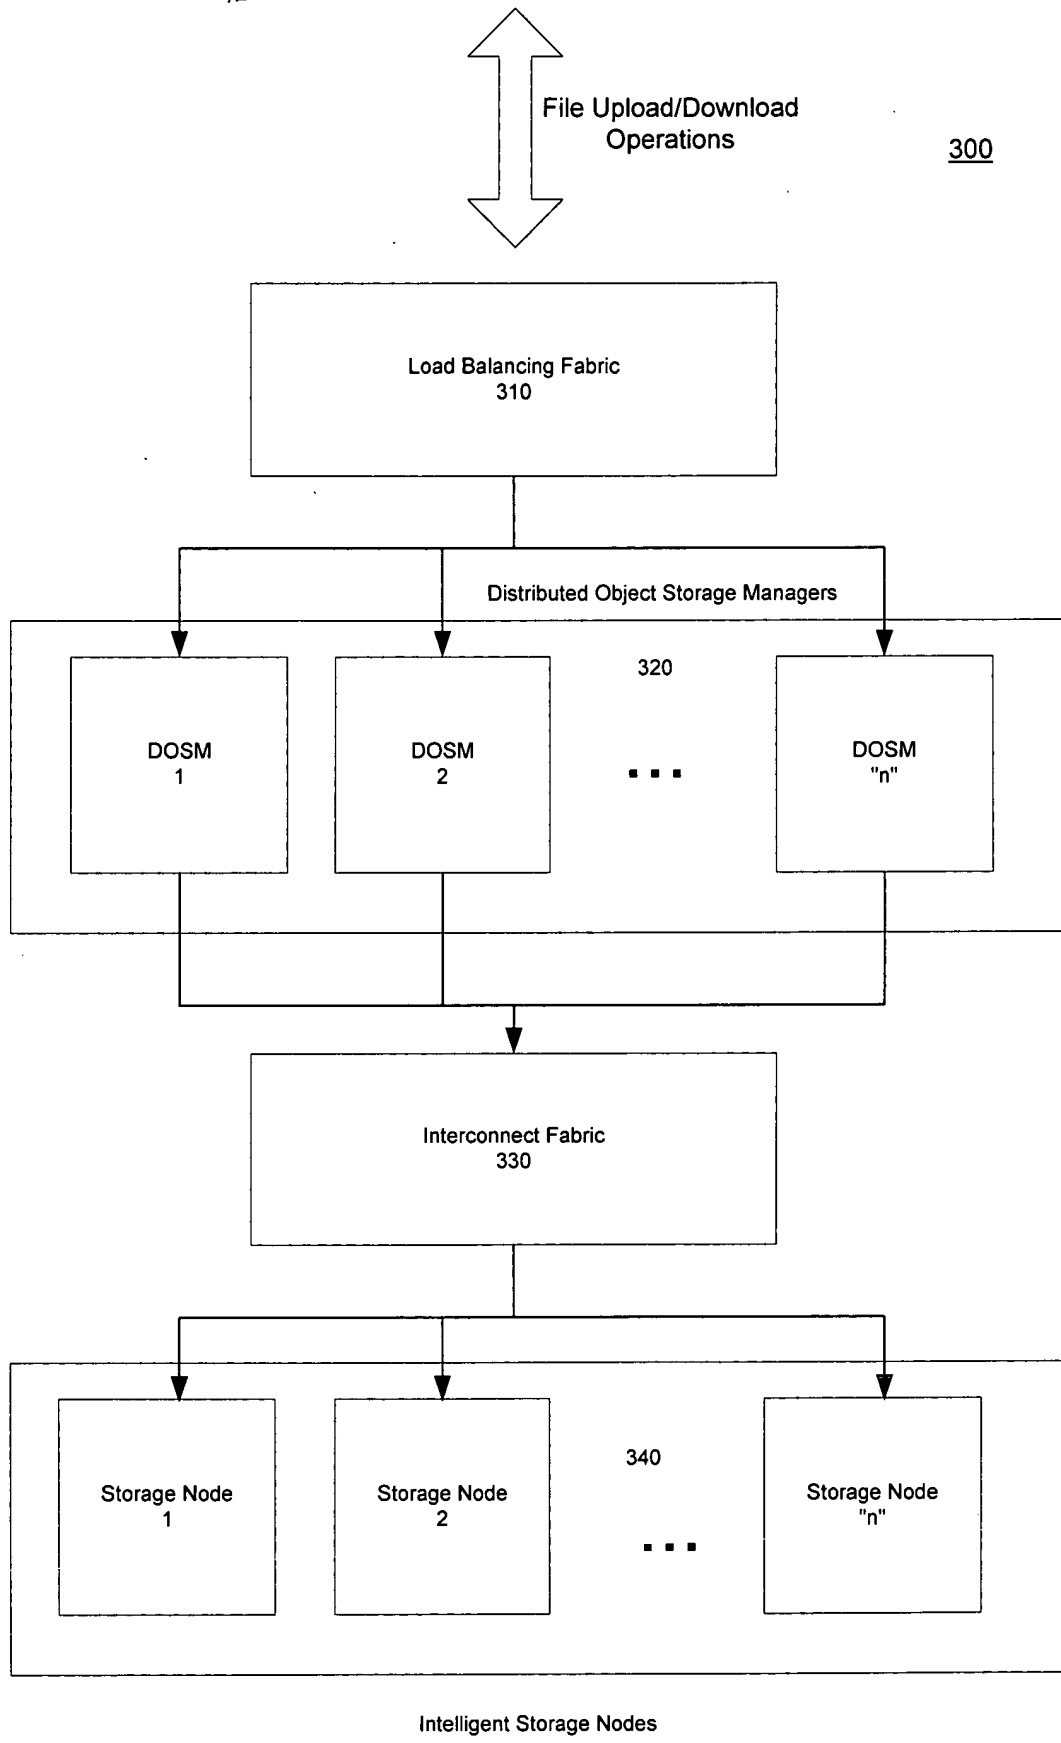 File Upload/Download
Operations
300
Load Balancing Fabric
310
Distributed Object Storage Managers
320
DOSM
1
DOSM
2
DOSM
"n"
Interconnect Fabric
330
340
Storage Node
1
Storage Node
2
Storage Node
"n"
Intelligent Storage Nodes